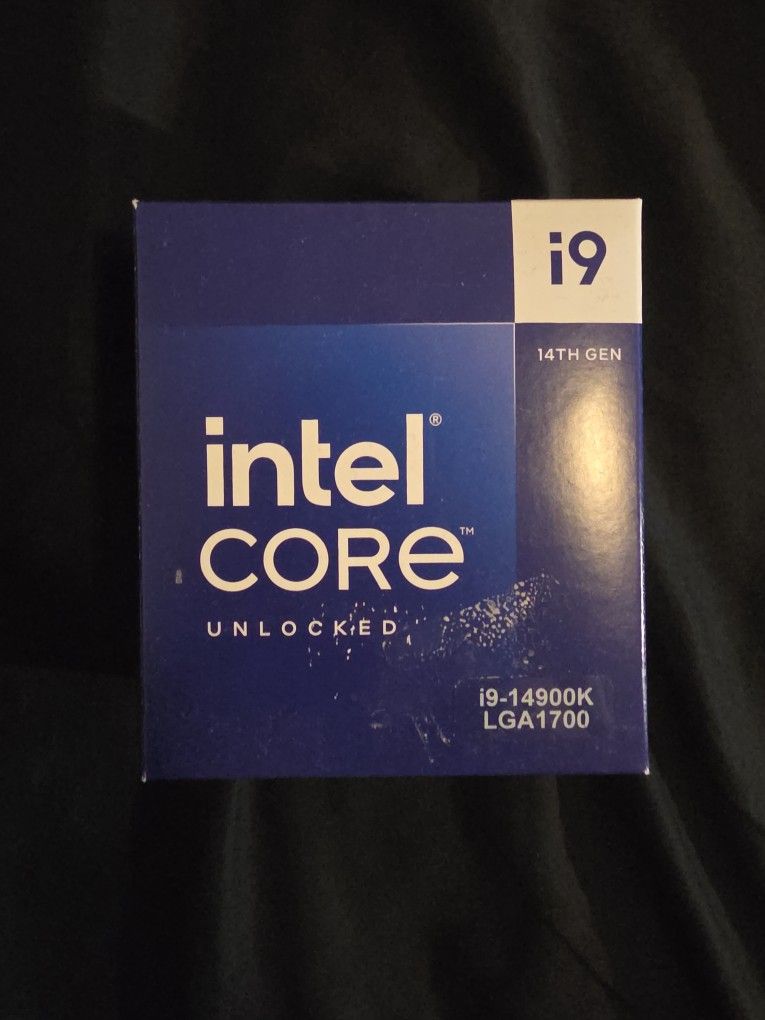 i9
14TH GEN
intel®
CORE™
UNLOCKED
i9-14900K
LGA1700